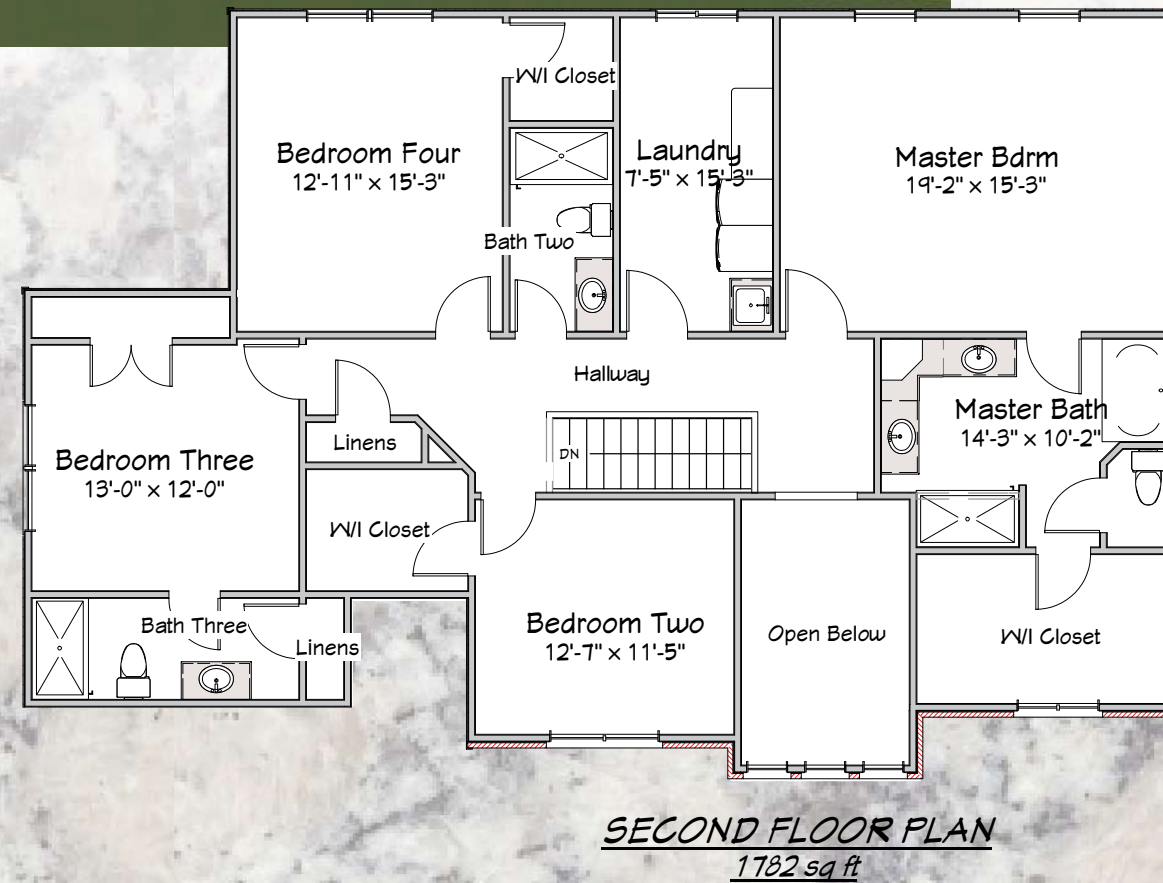 W/I Closet
Bedroom Four
12'-11" x 15'-3"
Laundry
7'-5" x 15'-3"
Master Bdrm
19'-2" x 15'-3"
Bath Two
Hallway
Linens
DN
Master Bath
14'-3" x 10'-2"
Bedroom Three
13'-0" x 12'-0"
W/I Closet
Bath Three
Linens
Bedroom Two
12'-7" x 11'-5"
Open Below
W/I Closet
SECOND FLOOR PLAN
1782 sq ft